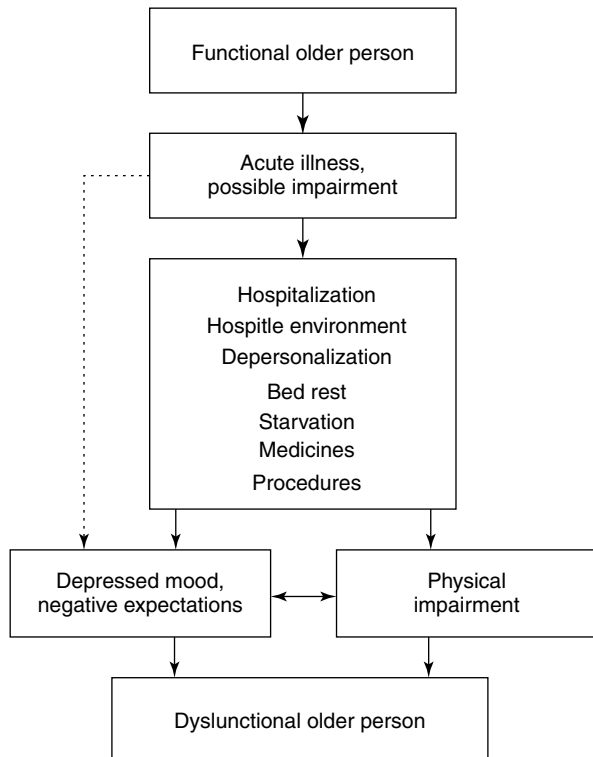 Functional older person
Acute illness,
possible impairment
Hospitalization
Hospitle environment
Depersonalization
Bed rest
Starvation
Medicines
Procedures
Depressed mood,
negative expectations
Physical
impairment
Dyslunctional older person